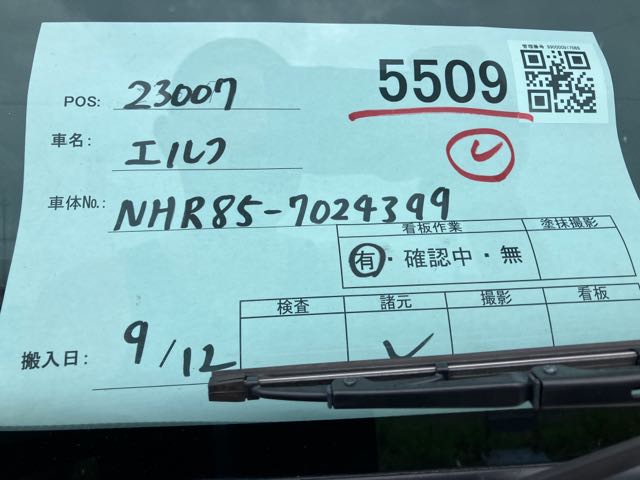 管理番号 
5509
POS: 23007
車名: エルフ
車体No.: NHR85-7024399
看板作業 塗抹撮影
有・確認中・無
検査 諸元 撮影 看板
搬入日: 9/12